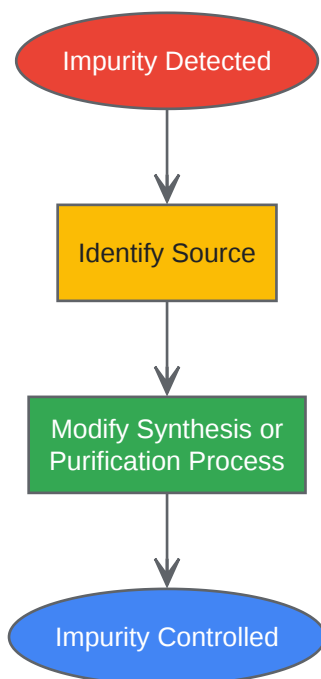 Impurity Detected
Identify Source
Modify Synthesis or
Purification Process
Impurity Controlled